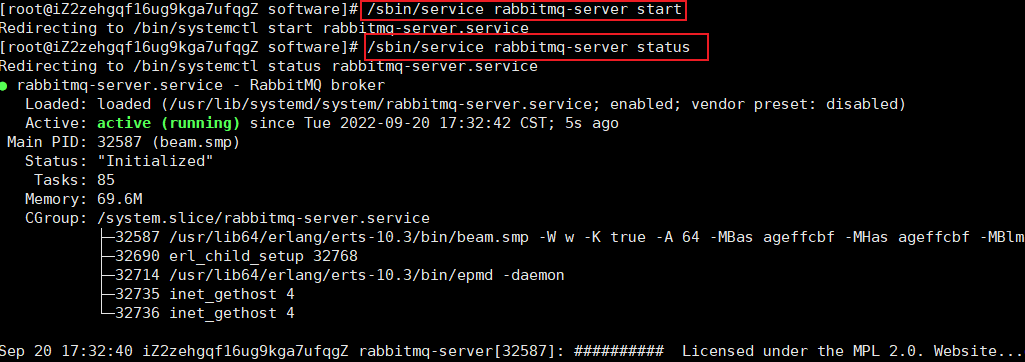 [root@iZ2zehgqf16ug9kga7ufqgZ software]# /sbin/service rabbitmq-server start
Redirecting to /bin/systemctl start rabbitmq-server.service
[root@iZ2zehgqf16ug9kga7ufqgZ software]# /sbin/service rabbitmq-server status
Redirecting to /bin/systemctl status rabbitmq-server.service
● rabbitmq-server.service - RabbitMQ broker
Loaded: loaded (/usr/lib/systemd/system/rabbitmq-server.service; enabled; vendor preset: disabled)
Active: active (running) since Tue 2022-09-20 17:32:42 CST; 5s ago
Main PID: 32587 (beam.smp)
Status: "Initialized"
Tasks: 85
Memory: 69.6M
CGroup: /system.slice/rabbitmq-server.service
├─32587 /usr/lib64/erlang/erts-10.3/bin/beam.smp -W w -K true -A 64 -MBas ageffcbf -MHas ageffcbf -MBlm
├─32690 erl_child_setup 32768
├─32714 /usr/lib64/erlang/erts-10.3/bin/epmd -daemon
├─32735 inet_gethost 4
└─32736 inet_gethost 4
Sep 20 17:32:40 iZ2zehgqf16ug9kga7ufqgZ rabbitmq-server[32587]: ########## Licensed under the MPL 2.0. Website...